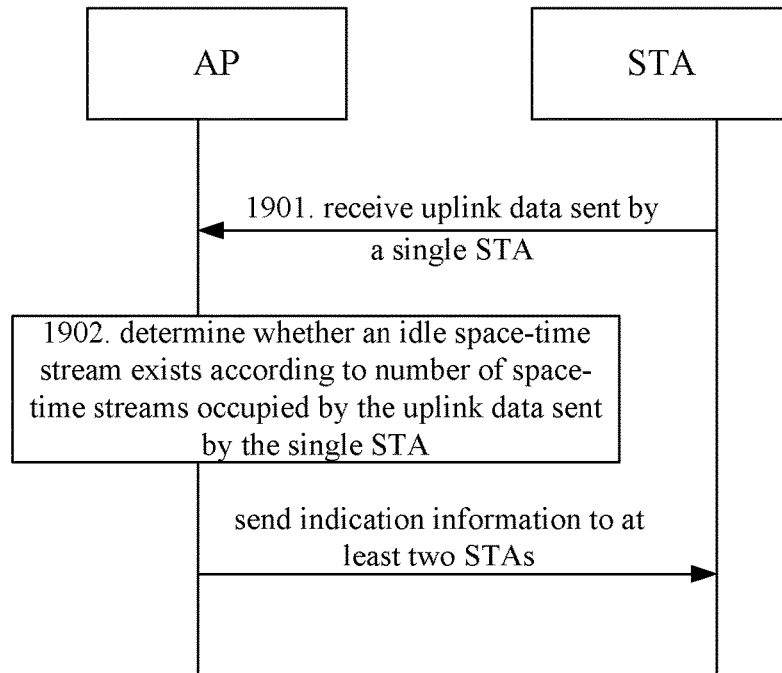 AP
STA
1901. receive uplink data sent by
a single STA
1902. determine whether an idle space-time
stream exists according to number of space-
time streams occupied by the uplink data sent
by the single STA
send indication information to at
least two STAs